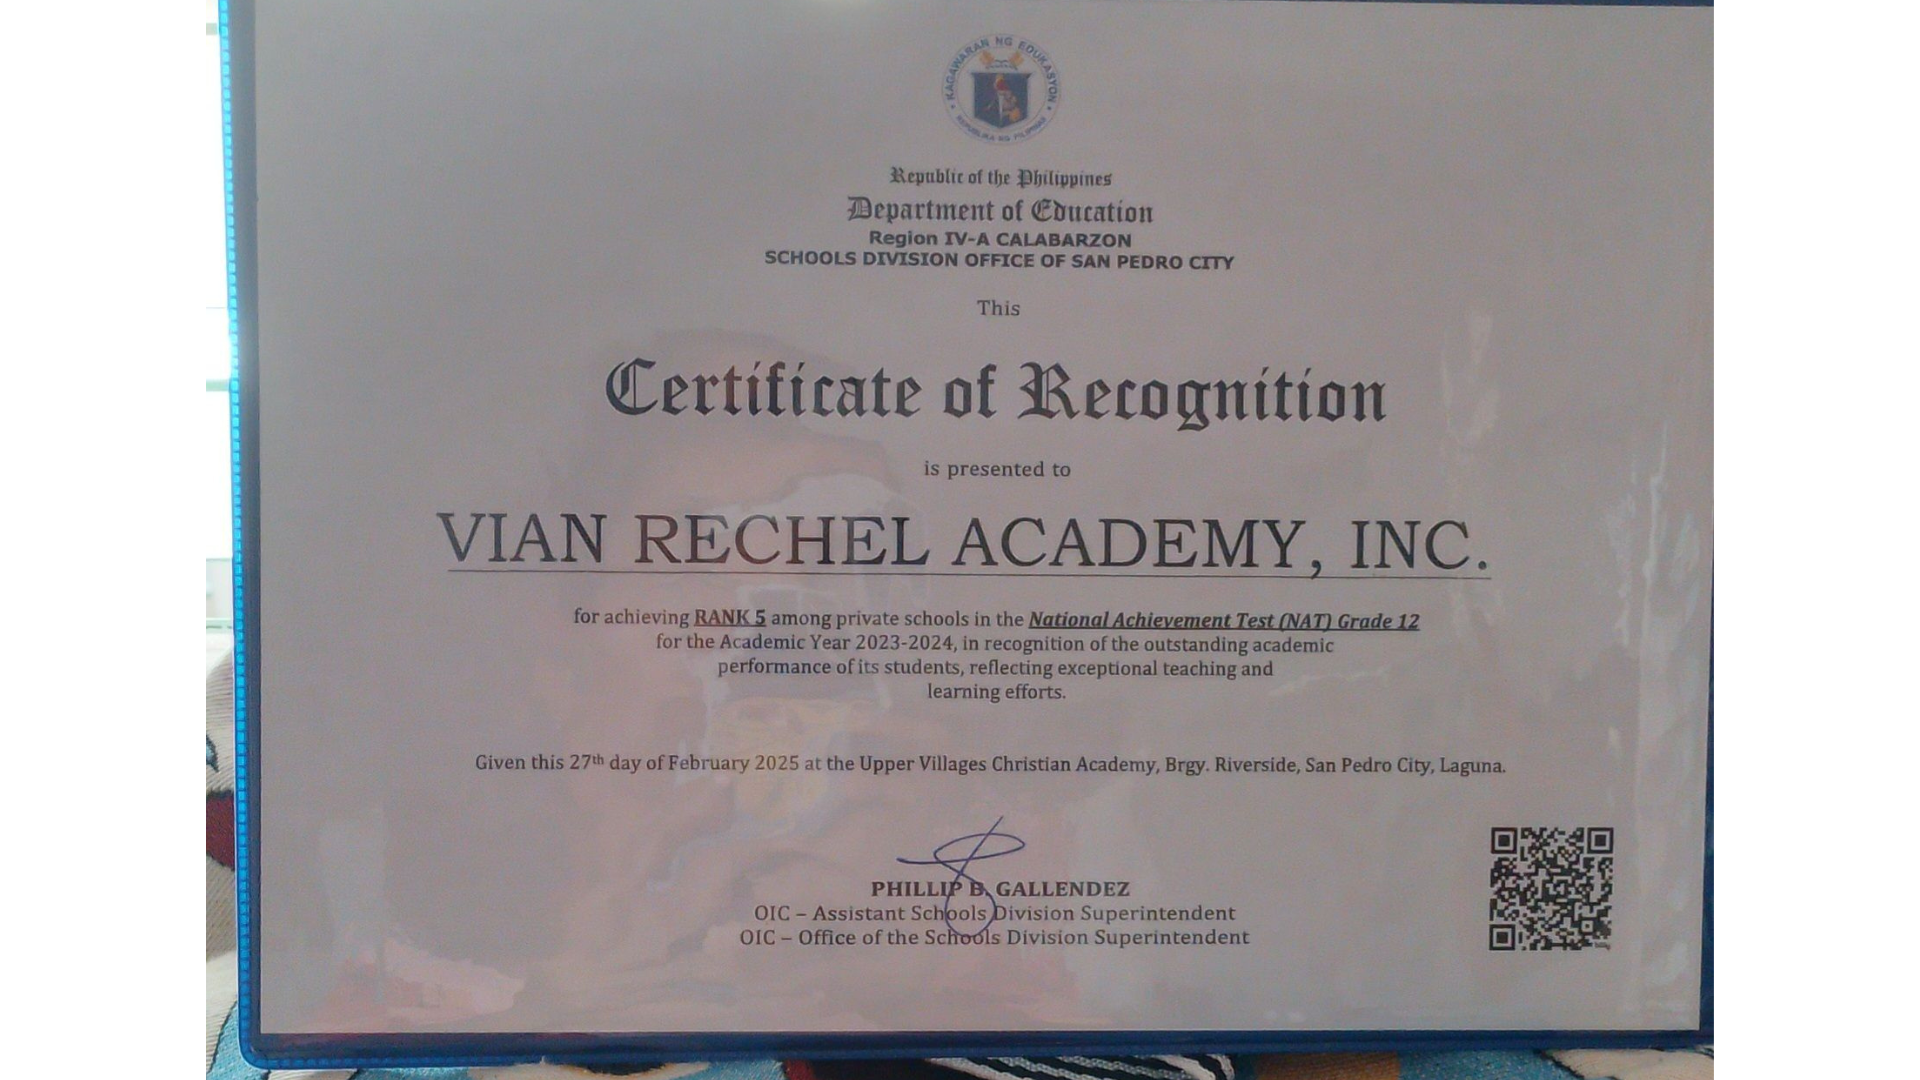 KAGAWARAN NG EDUKASYON
REPUBLIKA NG PILIPINAS
Republic of the Philippines
Department of Education
Region IV-A CALABARZON
SCHOOLS DIVISION OFFICE OF SAN PEDRO CITY
This
Certificate of Recognition
is presented to
VIAN RECHEL ACADEMY, INC.
for achieving RANK 5 among private schools in the National Achievement Test (NAT) Grade 12
for the Academic Year 2023-2024, in recognition of the outstanding academic
performance of its students, reflecting exceptional teaching and
learning efforts.
Given this 27th day of February 2025 at the Upper Villages Christian Academy, Brgy. Riverside, San Pedro City, Laguna.
PHILLIP B. GALLENDEZ
OIC – Assistant Schools Division Superintendent
OIC – Office of the Schools Division Superintendent